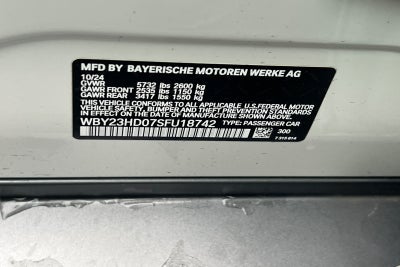 MFD BY BAYERISCHE MOTOREN WERKE AG
10/24
GVWR 5732 lbs 2600 kg
GAWR FRONT 2535 lbs 1150 kg
GAWR REAR 3417 lbs 1550 kg
THIS VEHICLE CONFORMS TO ALL APPLICABLE U.S.FEDERAL MOTOR
VEHICLE SAFETY, BUMPER, AND THEFT PREVENTION STANDARDS
IN EFFECT ON THE DATE OF MANUFACTURE SHOWN ABOVE.
WBY23HD07SFU18742 TYPE: PASSENGER CAR
300